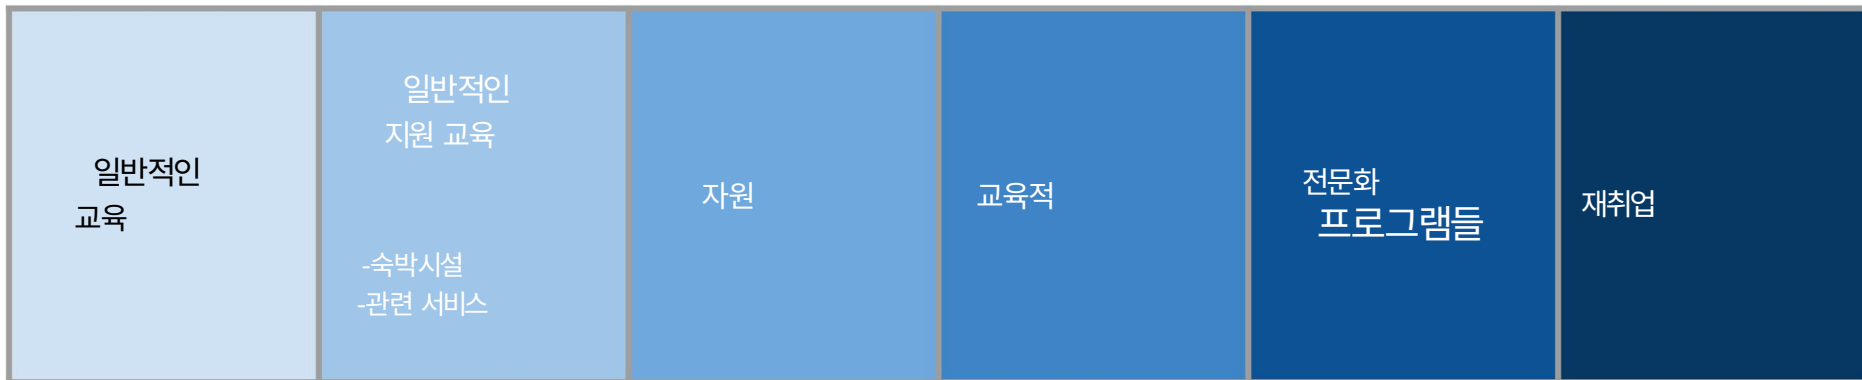 일반적인
교육
일반적인
지원 교육
-숙박시설
-관련 서비스
자원
교육적
전문화
프로그램들
재취업